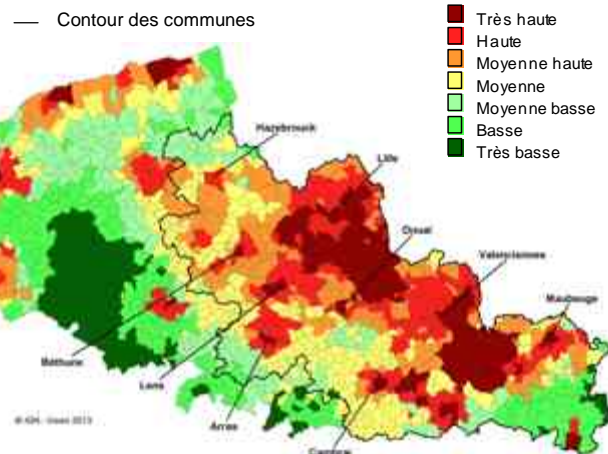 Contour des communes
Très haute
Haute
Moyenne haute
Moyenne
Moyenne basse
Basse
Très basse
Hazebrouck
Lille
Douai
Valenciennes
Maubeuge
Béthune
Lens
Arras
Cambrai